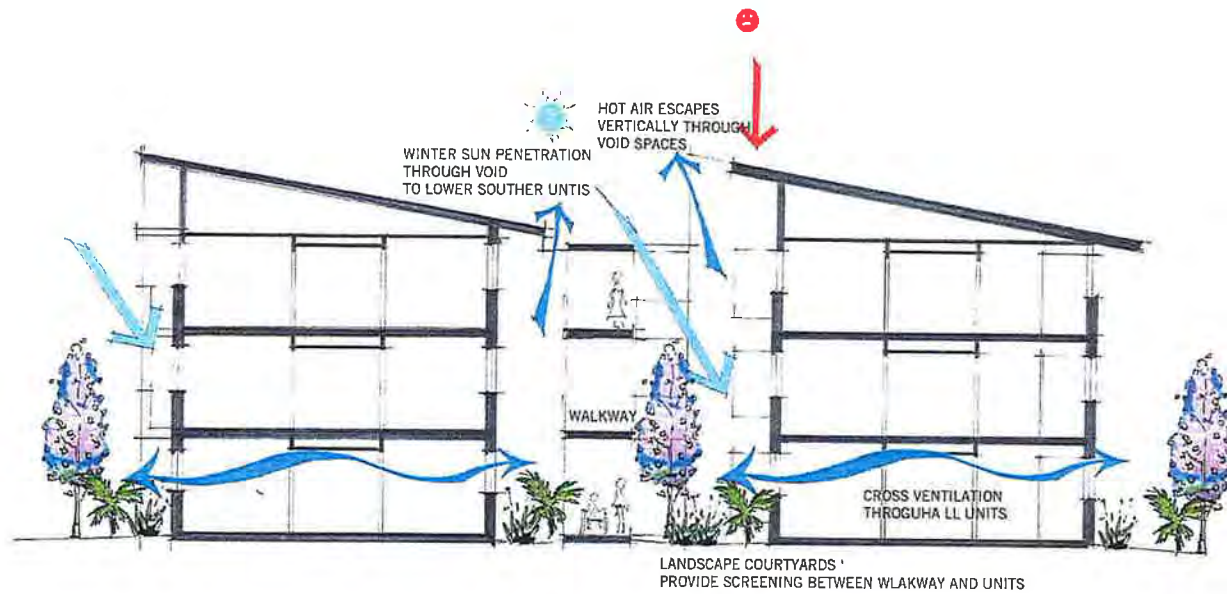 HOT AIR ESCAPES
VERTICALLY THROUGH
VOID SPACES
WINTER SUN PENETRATION
THROUGH VOID
TO LOWER SOUTHER UNTIS
WALKWAY
CROSS VENTILATION
THROGUHA LL UNITS
LANDSCAPE COURTYARDS '
PROVIDE SCREENING BETWEEN WLAKWAY AND UNITS